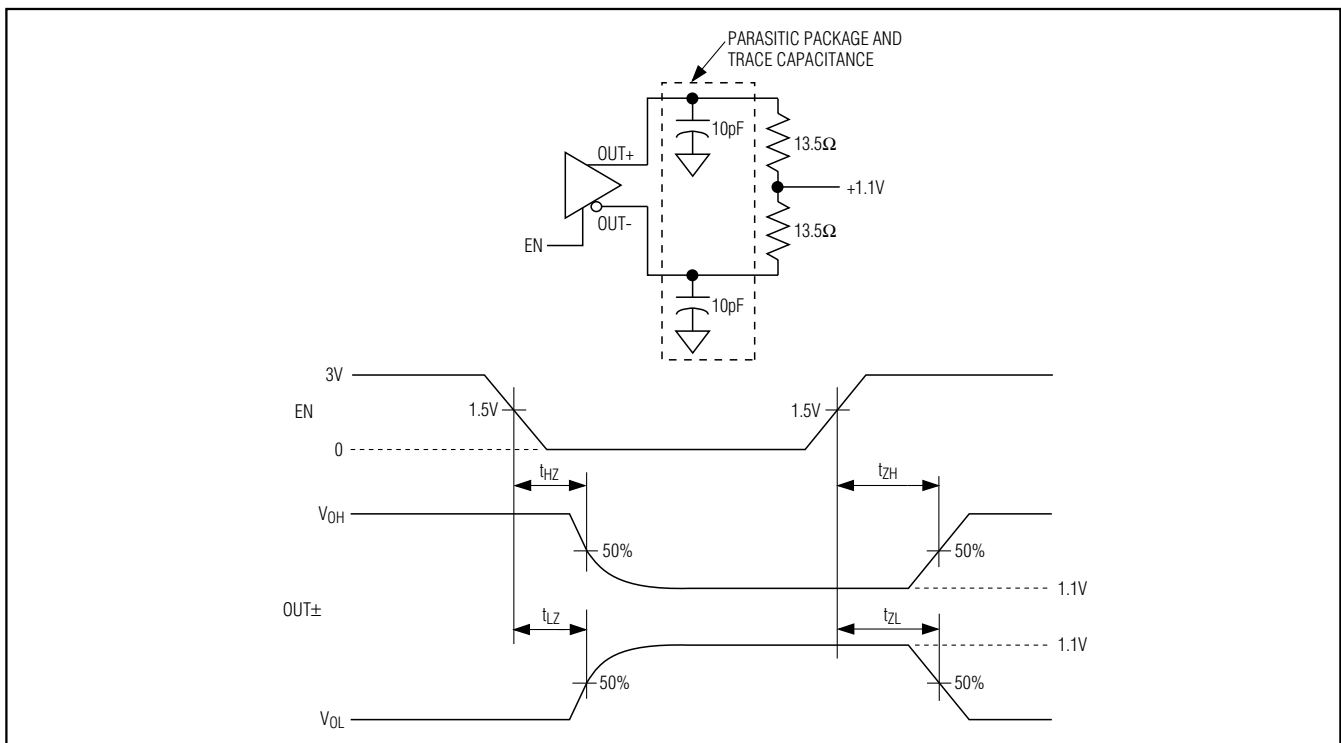 PARASITIC PACKAGE AND
TRACE CAPACITANCE
10pF
13.5Ω
OUT+
+1.1V
OUT-
13.5Ω
EN
10pF
3V
EN
1.5V
1.5V
0
tHZ
tZH
VOH
50%
50%
1.1V
OUT±
tLZ
tZL
1.1V
50%
50%
VOL